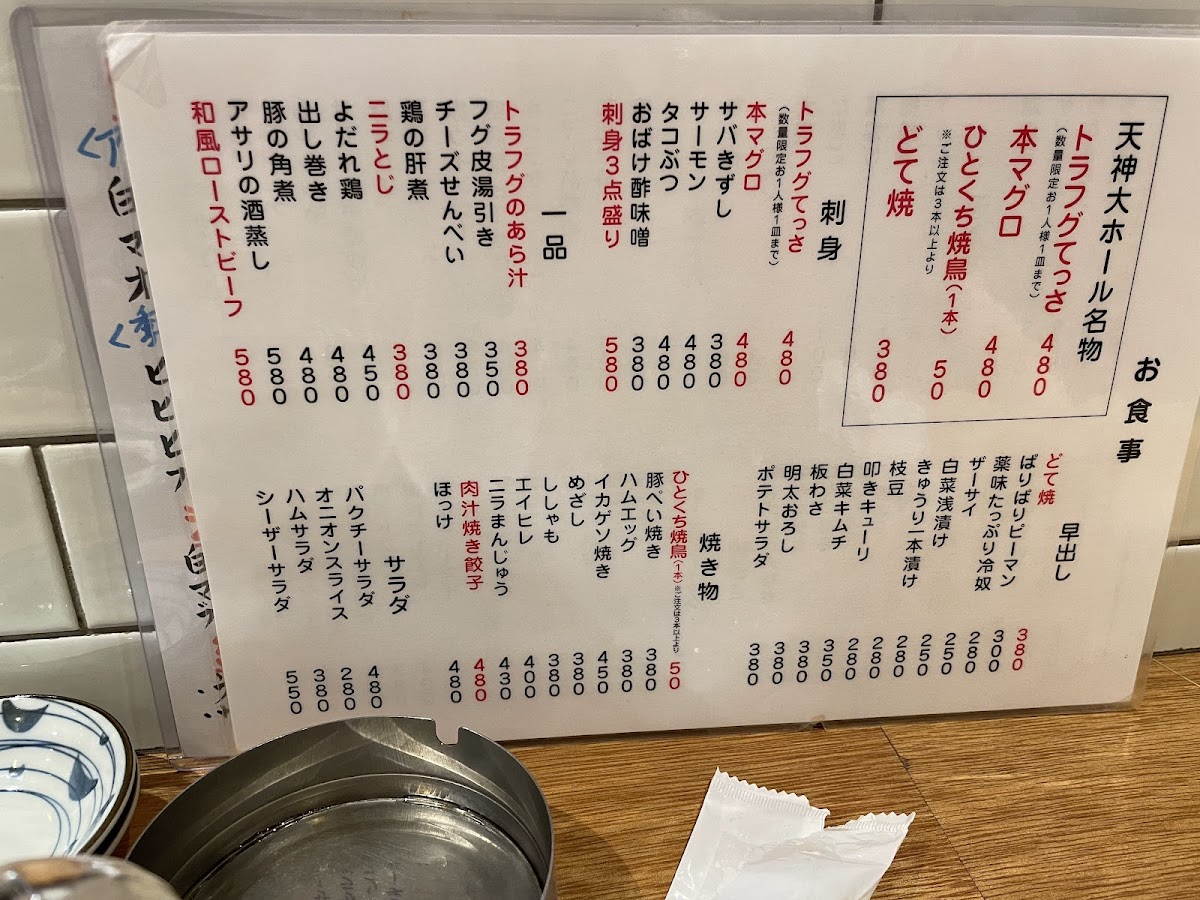 お食事
天神大ホール名物
トラフグてっさ 480
（数量限定お1人様1皿まで）
本マグロ 480
ひとくち焼鳥（1本） 50
※ご注文は3本以上より
どて焼 380
刺身
トラフグてっさ 480
（数量限定お1人様1皿まで）
本マグロ 480
サバきずし 380
サーモン 480
タコぶつ 480
おばけ酢味噌 380
刺身3点盛り 580
一品
トラフグのあら汁 380
フグ皮湯引き 350
チーズせんべい 380
鶏の肝煮 380
ニラとじ 380
よだれ鶏 450
出し巻き 480
豚の角煮 480
アサリの酒蒸し 580
和風ローストビーフ 580
早出し
どて焼 380
ぱりぱりピーマン 300
薬味たっぷり冷奴 280
ザーサイ 250
白菜浅漬け 250
きゅうり一本漬け 280
枝豆 280
叩きキューリ 280
白菜キムチ 350
板わさ 380
明太おろし 380
ポテトサラダ 380
焼き物
ひとくち焼鳥（1本）※ご注文は3本以上より 50
豚ぺい焼き 380
ハムエッグ 380
イカゲソ焼き 450
めざし 380
ししゃも 380
エイヒレ 400
ニラまんじゅう 430
肉汁焼き餃子 480
ほっけ 480
サラダ
パクチーサラダ 480
オニオンスライス 280
ハムサラダ 380
シーザーサラダ 550